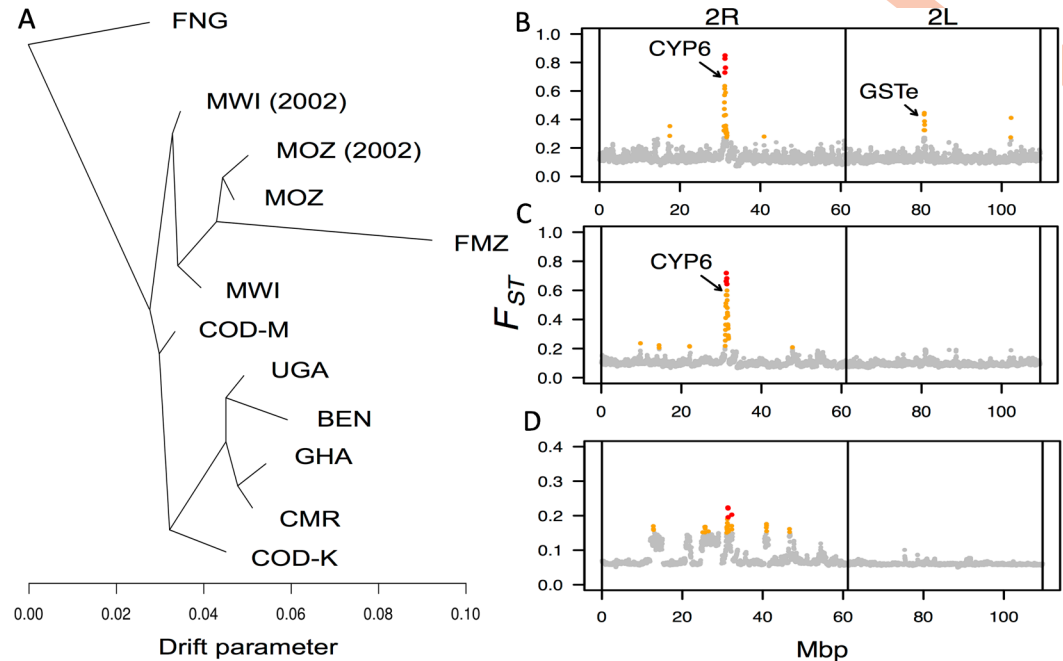 A
FNG
MWI (2002)
MOZ (2002)
MOZ
FMZ
MWI
COD-M
UGA
BEN
GHA
CMR
COD-K
0.00 0.02 0.04 0.06 0.08 0.10
Drift parameter
B
2R 2L
CYP6
GSTe
1.0
0.8
0.6
0.4
0.2
0.0
0 20 40 60 80 100
C
CYP6
1.0
0.8
0.6
0.4
0.2
0.0
0 20 40 60 80 100
FST
D
0.4
0.3
0.2
0.1
0.0
0 20 40 60 80 100
Mbp